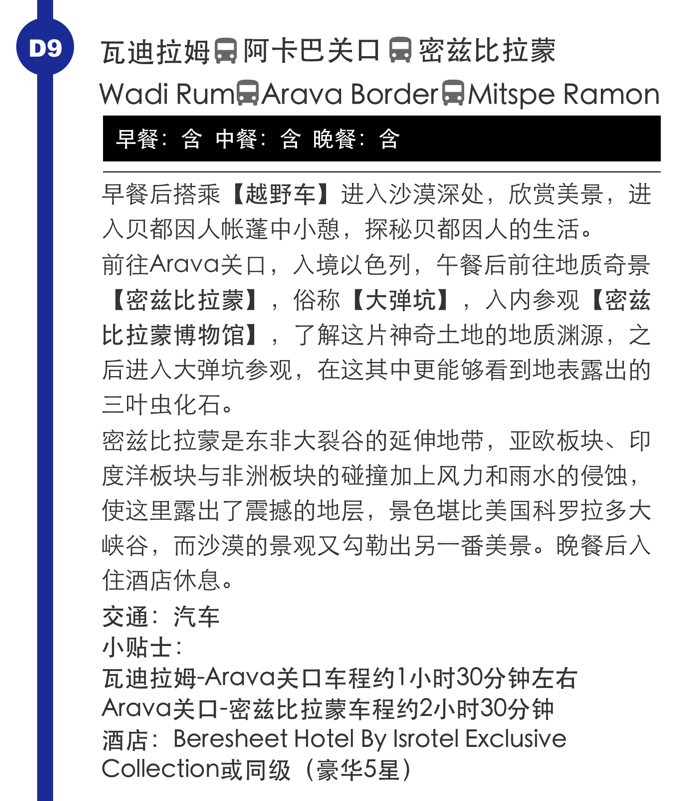 D9
瓦迪拉姆 阿卡巴关口 密兹比拉蒙
Wadi Rum Arava Border Mitspe Ramon
早餐：含 中餐：含 晚餐：含
早餐后搭乘【越野车】进入沙漠深处，欣赏美景，进
入贝都因人帐蓬中小憩，探秘贝都因人的生活。
前往Arava关口，入境以色列，午餐后前往地质奇景
【密兹比拉蒙】，俗称【大弹坑】，入内参观【密兹
比拉蒙博物馆】，了解这片神奇土地的地质渊源，之
后进入大弹坑参观，在这其中更能够看到地表露出的
三叶虫化石。
密兹比拉蒙是东非大裂谷的延伸地带，亚欧板块、印
度洋板块与非洲板块的碰撞加上风力和雨水的侵蚀，
使这里露出了震撼的地层，景色堪比美国科罗拉多大
峡谷，而沙漠的景观又勾勒出另一番美景。晚餐后入
住酒店休息。
交通：汽车
小贴士：
瓦迪拉姆-Arava关口车程约1小时30分钟左右
Arava关口-密兹比拉蒙车程约2小时30分钟
酒店：Beresheet Hotel By Isrotel Exclusive
Collection或同级（豪华5星）